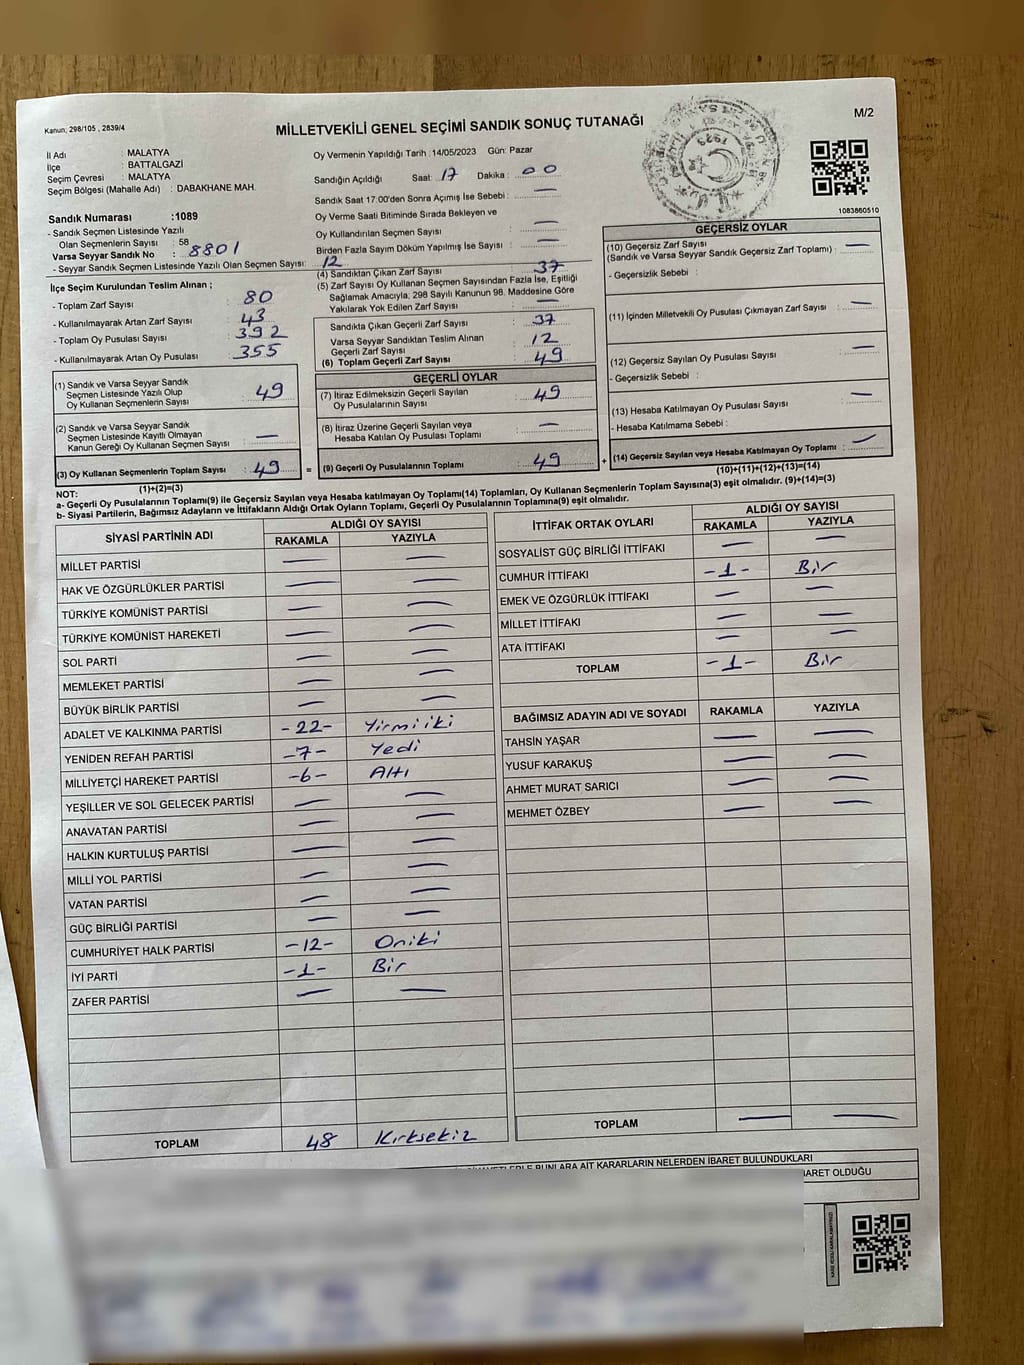 Kanun; 298/105 , 2839/4
MİLLETVEKİLİ GENEL SEÇİMİ SANDIK SONUÇ TUTANAĞI
M/2
İl Adı : MALATYA
İlçe : BATTALGAZİ
Seçim Çevresi : MALATYA
Seçim Bölgesi (Mahalle Adı) : DABAKHANE MAH.
Oy Vermenin Yapıldığı Tarih :14/05/2023 Gün: Pazar
Sandığın Açıldığı Saat: 17 Dakika : 00
Sandık Saat 17:00'den Sonra Açımış İse Sebebi : —
Oy Verme Saati Bitiminde Sırada Bekleyen ve
Oy Kullandırılan Seçmen Sayısı : —
Birden Fazla Sayım Döküm Yapılmış İse Sayısı : —
1083860510
Sandık Numarası :1089
- Sandık Seçmen Listesinde Yazılı
Olan Seçmenlerin Sayısı : 58
Varsa Seyyar Sandık No : 8801
- Seyyar Sandık Seçmen Listesinde Yazılı Olan Seçmen Sayısı: 12
İlçe Seçim Kurulundan Teslim Alınan ;
- Toplam Zarf Sayısı : 80
- Kullanılmayarak Artan Zarf Sayısı : 43
- Toplam Oy Pusulası Sayısı : 392
- Kullanılmayarak Artan Oy Pusulası : 355
(4) Sandıktan Çıkan Zarf Sayısı : 37
(5) Zarf Sayısı Oy Kullanan Seçmen Sayısından Fazla İse, Eşitliği
Sağlamak Amacıyla, 298 Sayılı Kanunun 98. Maddesine Göre
Yakılarak Yok Edilen Zarf Sayısı : —
Sandıkta Çıkan Geçerli Zarf Sayısı : 37
Varsa Seyyar Sandıktan Teslim Alınan
Geçerli Zarf Sayısı : 12
(6) Toplam Geçerli Zarf Sayısı : 49
GEÇERSİZ OYLAR
(10) Geçersiz Zarf Sayısı : —
(Sandık ve Varsa Seyyar Sandık Geçersiz Zarf Toplamı)
- Geçersizlik Sebebi :
(11) İçinden Milletvekili Oy Pusulası Çıkmayan Zarf Sayısı : —
(12) Geçersiz Sayılan Oy Pusulası Sayısı : —
- Geçersizlik Sebebi :
(13) Hesaba Katılmayan Oy Pusulası Sayısı : —
- Hesaba Katılmama Sebebi :
(14) Geçersiz Sayılan veya Hesaba Katılmayan Oy Toplamı : —
(10)+(11)+(12)+(13)=(14)
(1) Sandık ve Varsa Seyyar Sandık
Seçmen Listesinde Yazılı Olup
Oy Kullanan Seçmenlerin Sayısı : 49
(2) Sandık ve Varsa Seyyar Sandık
Seçmen Listesinde Kayıtlı Olmayan
Kanun Gereği Oy Kullanan Seçmen Sayısı : —
(3) Oy Kullanan Seçmenlerin Toplam Sayısı : 49 =
(1)+(2)=(3)
GEÇERLİ OYLAR
(7) İtiraz Edilmeksizin Geçerli Sayılan
Oy Pusulalarının Sayısı : 49
(8) İtiraz Üzerine Geçerli Sayılan veya
Hesaba Katılan Oy Pusulası Toplamı : —
(9) Geçerli Oy Pusulalarının Toplamı : 49 +
NOT:
a- Geçerli Oy Pusulalarının Toplamı(9) ile Geçersiz Sayılan veya Hesaba katılmayan Oy Toplamı(14) Toplamları, Oy Kullanan Seçmenlerin Toplam Sayısına(3) eşit olmalıdır. (9)+(14)=(3)
b- Siyasi Partilerin, Bağımsız Adayların ve İttifakların Aldığı Ortak Oyların Toplamı, Geçerli Oy Pusulalarının Toplamına(9) eşit olmalıdır.
SİYASİ PARTİNİN ADI ALDIĞI OY SAYISI
RAKAMLA YAZIYLA
MİLLET PARTİSİ — —
HAK VE ÖZGÜRLÜKLER PARTİSİ — —
TÜRKİYE KOMÜNİST PARTİSİ — —
TÜRKİYE KOMÜNİST HAREKETİ — —
SOL PARTİ — —
MEMLEKET PARTİSİ — —
BÜYÜK BİRLİK PARTİSİ — —
ADALET VE KALKINMA PARTİSİ -22- Yirmiiki
YENİDEN REFAH PARTİSİ -7- Yedi
MİLLİYETÇİ HAREKET PARTİSİ -6- Altı
YEŞİLLER VE SOL GELECEK PARTİSİ — —
ANAVATAN PARTİSİ — —
HALKIN KURTULUŞ PARTİSİ — —
MİLLİ YOL PARTİSİ — —
VATAN PARTİSİ — —
GÜÇ BİRLİĞİ PARTİSİ — —
CUMHURİYET HALK PARTİSİ -12- Oniki
İYİ PARTİ -1- Bir
ZAFER PARTİSİ — —
TOPLAM 48 Kırksekiz
İTTİFAK ORTAK OYLARI ALDIĞI OY SAYISI
RAKAMLA YAZIYLA
SOSYALİST GÜÇ BİRLİĞİ İTTİFAKI — —
CUMHUR İTTİFAKI -1- Bir
EMEK VE ÖZGÜRLÜK İTTİFAKI — —
MİLLET İTTİFAKI — —
ATA İTTİFAKI — —
TOPLAM -1- Bir
BAĞIMSIZ ADAYIN ADI VE SOYADI RAKAMLA YAZIYLA
TAHSİN YAŞAR — —
YUSUF KARAKUŞ — —
AHMET MURAT SARICI — —
MEHMET ÖZBEY — —
TOPLAM — —
BUNLARA AİT KARARLARIN NELERDEN İBARET BULUNDUKLARI
İBARET OLDUĞU